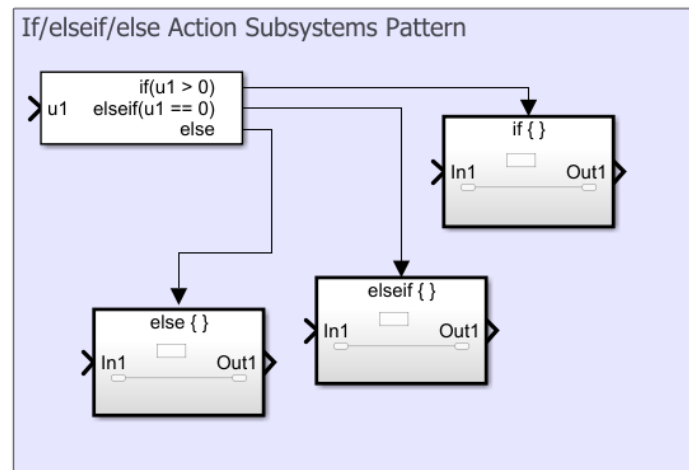 If/elseif/else Action Subsystems Pattern
if(u1 > 0)
u1 elseif(u1 == 0)
else
if { }
In1 Out1
elseif { }
In1 Out1
else { }
In1 Out1